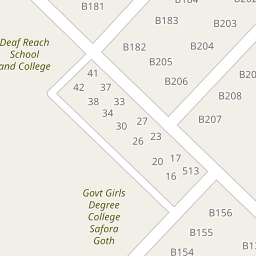 B181
B183
B203
Deaf Reach
School
and College
B182
B204
B205
B206
41
42
37
38
33
34
30
27
26
23
B208
B207
20
17
16
513
Govt Girls
Degree
College
Safora
Goth
B156
B155
B154